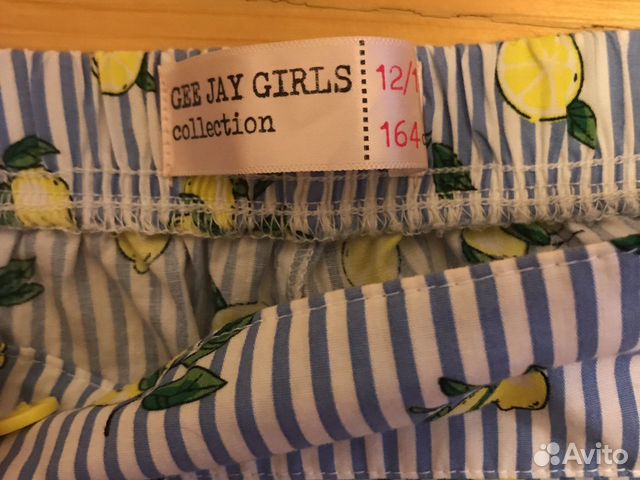 GEE JAY GIRLS
collection
12/1
164
Avito